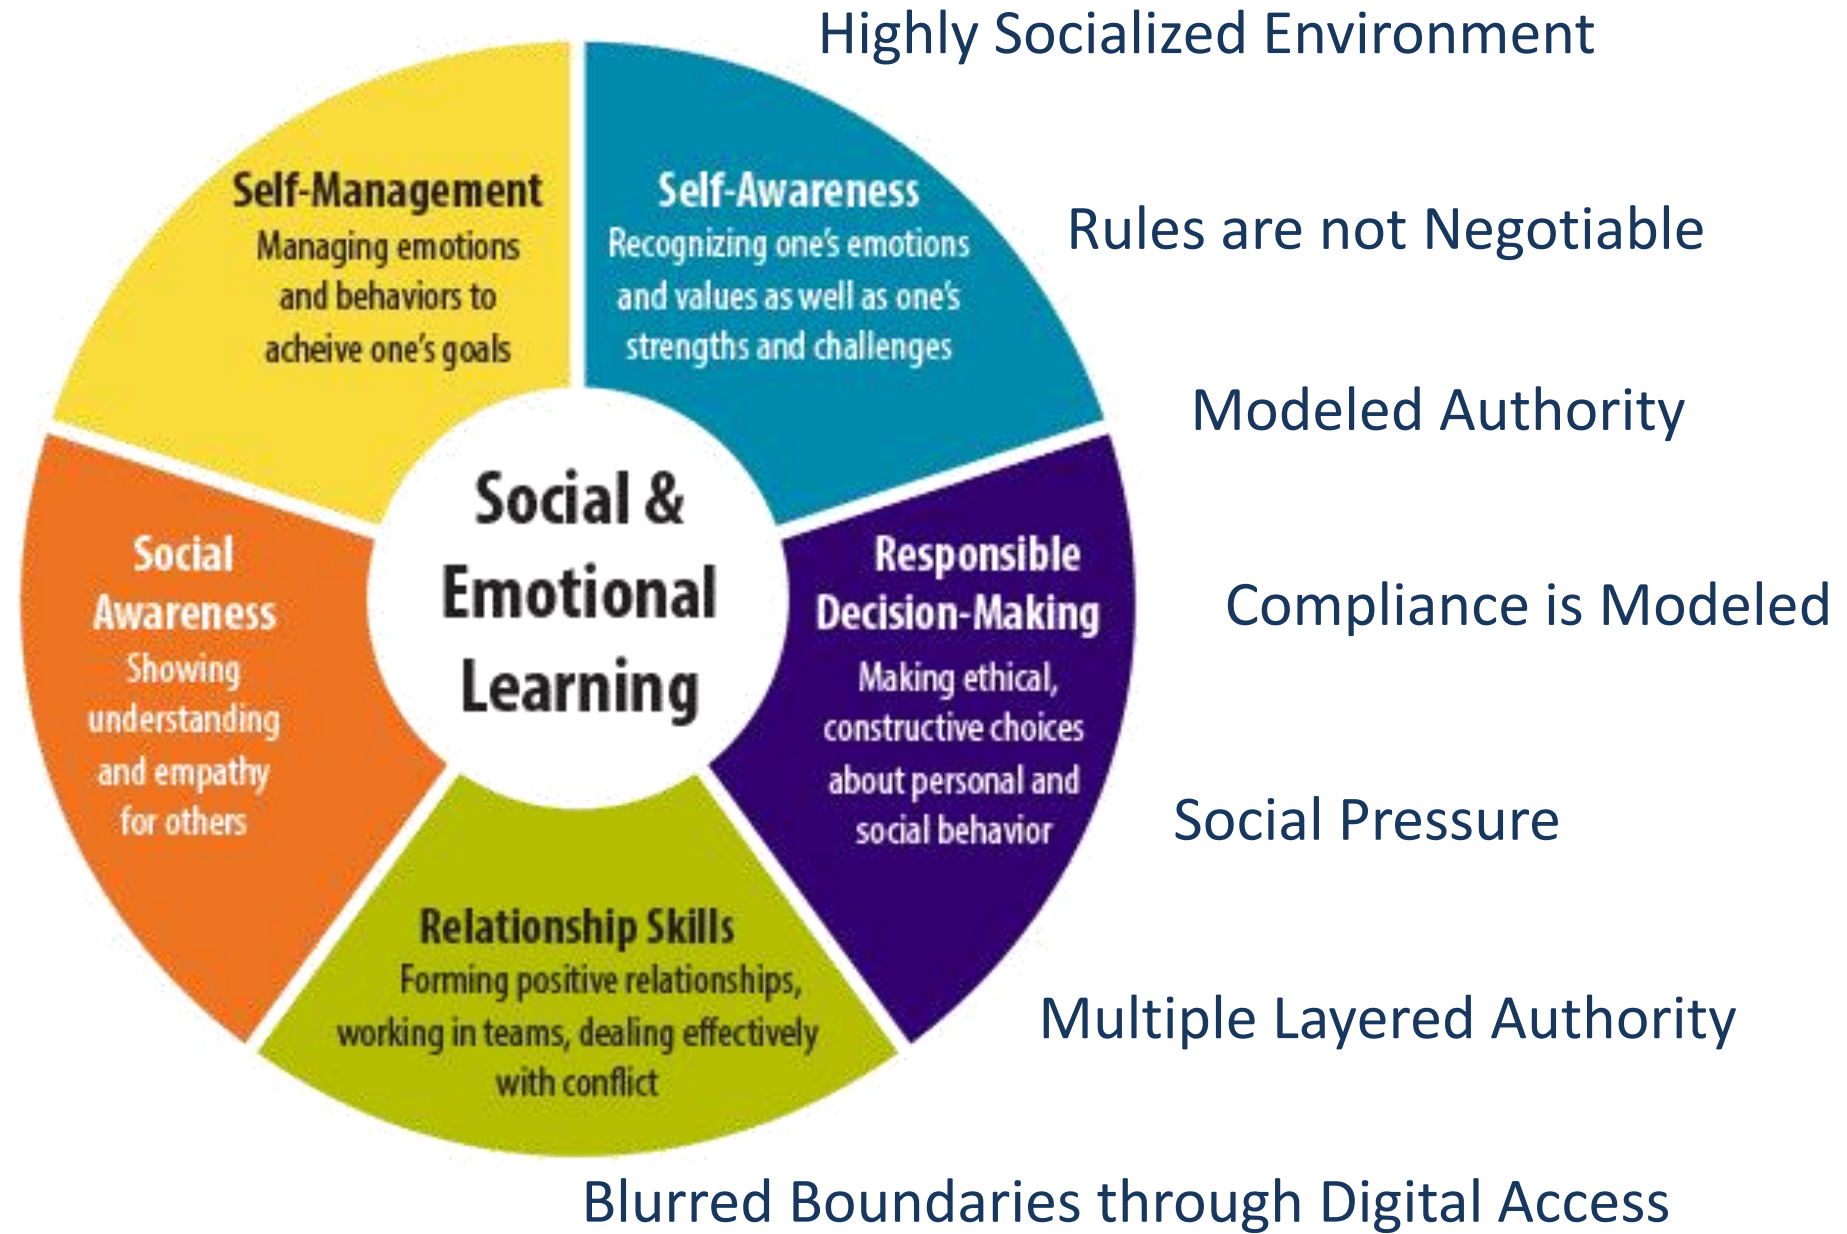 Highly Socialized Environment
Self-Management
Managing emotions
and behaviors to
acheive one's goals
Self-Awareness
Recognizing one's emotions
and values as well as one's
strengths and challenges
Rules are not Negotiable
Modeled Authority
Social &
Emotional
Learning
Social
Awareness
Showing
understanding
and empathy
for others
Responsible
Decision-Making
Making ethical,
constructive choices
about personal and
social behavior
Compliance is Modeled
Social Pressure
Relationship Skills
Forming positive relationships,
working in teams, dealing effectively
with conflict
Multiple Layered Authority
Blurred Boundaries through Digital Access